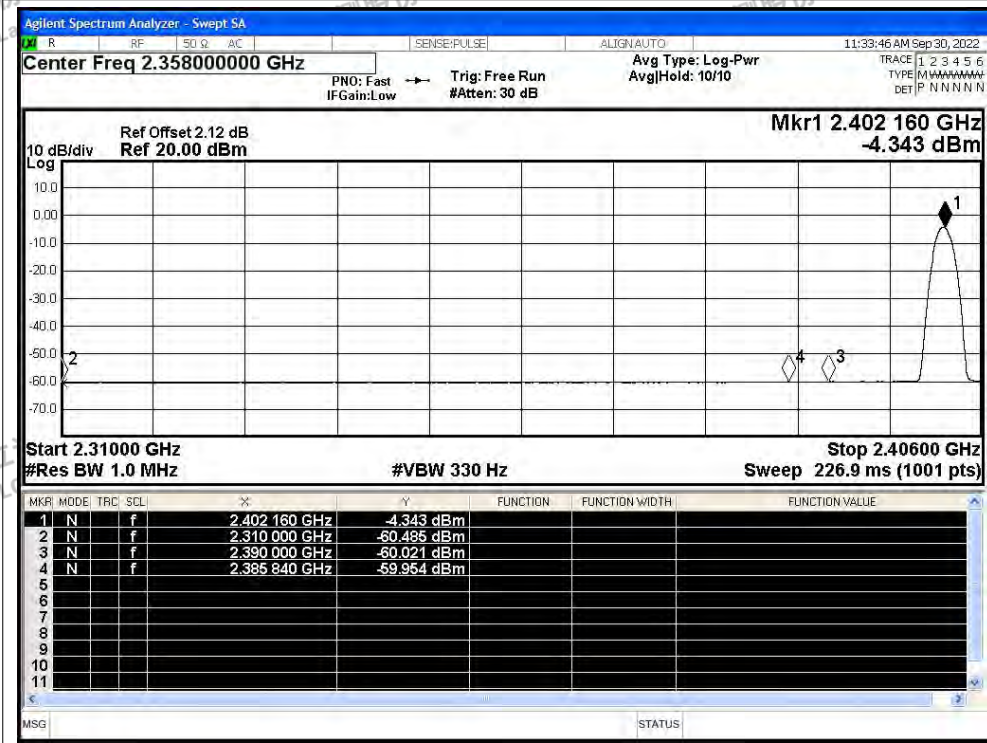 Agilent Spectrum Analyzer - Swept SA
R RF 50 Ω AC SENSE:PULSE ALIGN AUTO 11:33:46 AM Sep 30, 2022
Center Freq 2.358000000 GHz
PNO: Fast
IFGain:Low
Trig: Free Run
#Atten: 30 dB
Avg Type: Log-Pwr
Avg|Hold: 10/10
TRACE 1 2 3 4 5 6
TYPE M
DET P N N N N N
Mkr1 2.402 160 GHz
-4.343 dBm
Ref Offset 2.12 dB
10 dB/div Ref 20.00 dBm
Log
10.0
0.00
-10.0
-20.0
-30.0
-40.0
-50.0
-60.0
-70.0
1
2
4
3
Start 2.31000 GHz Stop 2.40600 GHz
#Res BW 1.0 MHz #VBW 330 Hz Sweep 226.9 ms (1001 pts)
MKR MODE TRC SCL X Y FUNCTION FUNCTION WIDTH FUNCTION VALUE
1 N f 2.402 160 GHz -4.343 dBm
2 N f 2.310 000 GHz -60.485 dBm
3 N f 2.390 000 GHz -60.021 dBm
4 N f 2.385 840 GHz -59.954 dBm
5
6
7
8
9
10
11
MSG STATUS